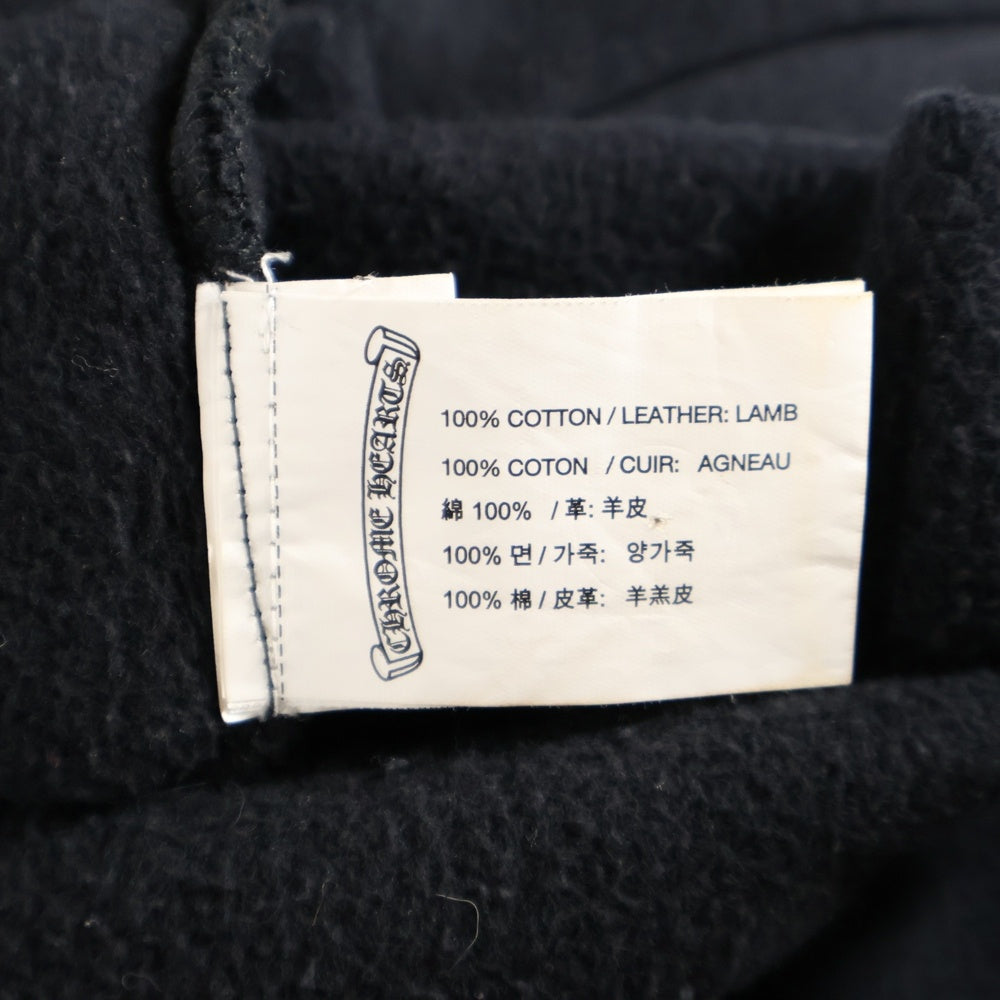 CHROME HEARTS
100% COTTON / LEATHER: LAMB
100% COTON / CUIR: AGNEAU
綿 100% / 革: 羊皮
100% 면 / 가죽: 양가죽
100% 棉 / 皮革: 羊羔皮